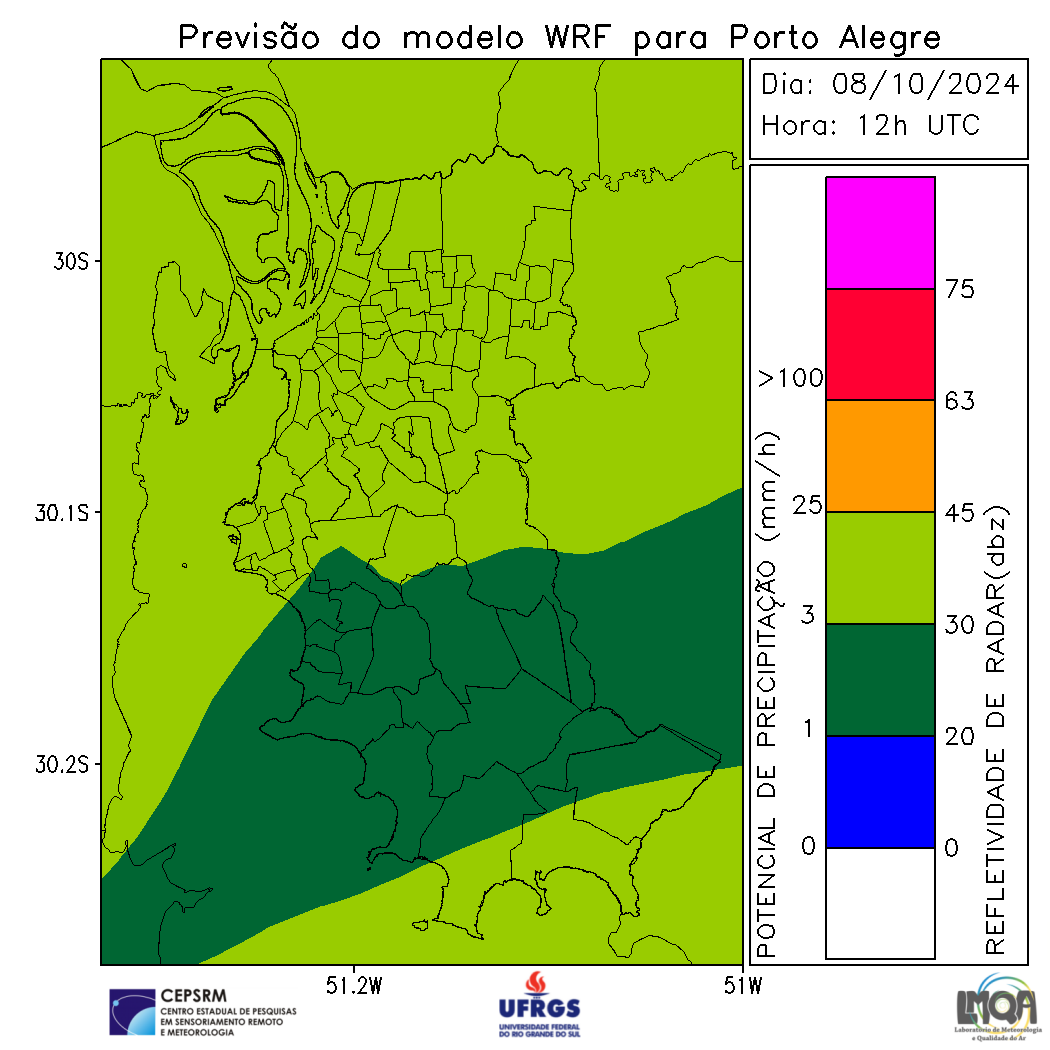 Previsão do modelo WRF para Porto Alegre
Dia: 08/10/2024
Hora: 12h UTC
30S
30.1S
30.2S
51.2W
51W
POTENCIAL DE PRECIPITAÇÃO (mm/h)
>100
25
3
1
0
75
63
45
30
20
0
REFLETIVIDADE DE RADAR(dbz)
CEPSRM
CENTRO ESTADUAL DE PESQUISAS
EM SENSORIAMENTO REMOTO
E METEOROLOGIA
UFRGS
UNIVERSIDADE FEDERAL
DO RIO GRANDE DO SUL
LMQA
Laboratório de Meteorologia
e Qualidade do Ar